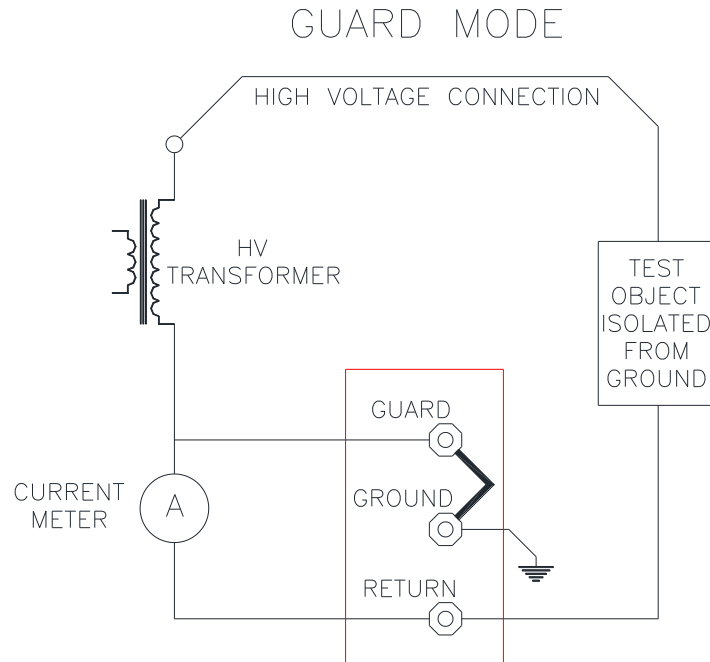 GUARD MODE
HIGH VOLTAGE CONNECTION
HV
TRANSFORMER
TEST
OBJECT
ISOLATED
FROM
GROUND
GUARD
GROUND
CURRENT
METER
A
RETURN